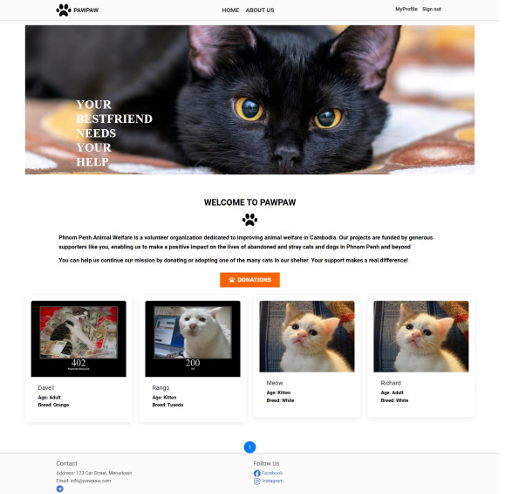 PAWPAW
HOME ABOUT US
MyProfile Sign out
YOUR
BESTFRIEND
NEEDS
YOUR
HELP
WELCOME TO PAWPAW
Phnom Penh Animal Welfare is a volunteer organization dedicated to improving animal welfare in Cambodia. Our projects are funded by generous
supporters like you, enabling us to make a positive impact on the lives of abandoned and stray cats and dogs in Phnom Penh and beyond
You can help us continue our mission by donating or adopting one of the many cats in our shelter. Your support makes a real difference!
DONATIONS
402
Payment Required
Dave1
Age: Adult
Breed: Orange
200
OK
Rango
Age: Kitten
Breed: Tuxedo
Meow
Age: Kitten
Breed: White
Richard
Age: Adult
Breed: White
1
Contact
Address: 123 Cat Street, Meowtown
Email: info@pawpaw.com
Follow Us
Facebook
Instagram